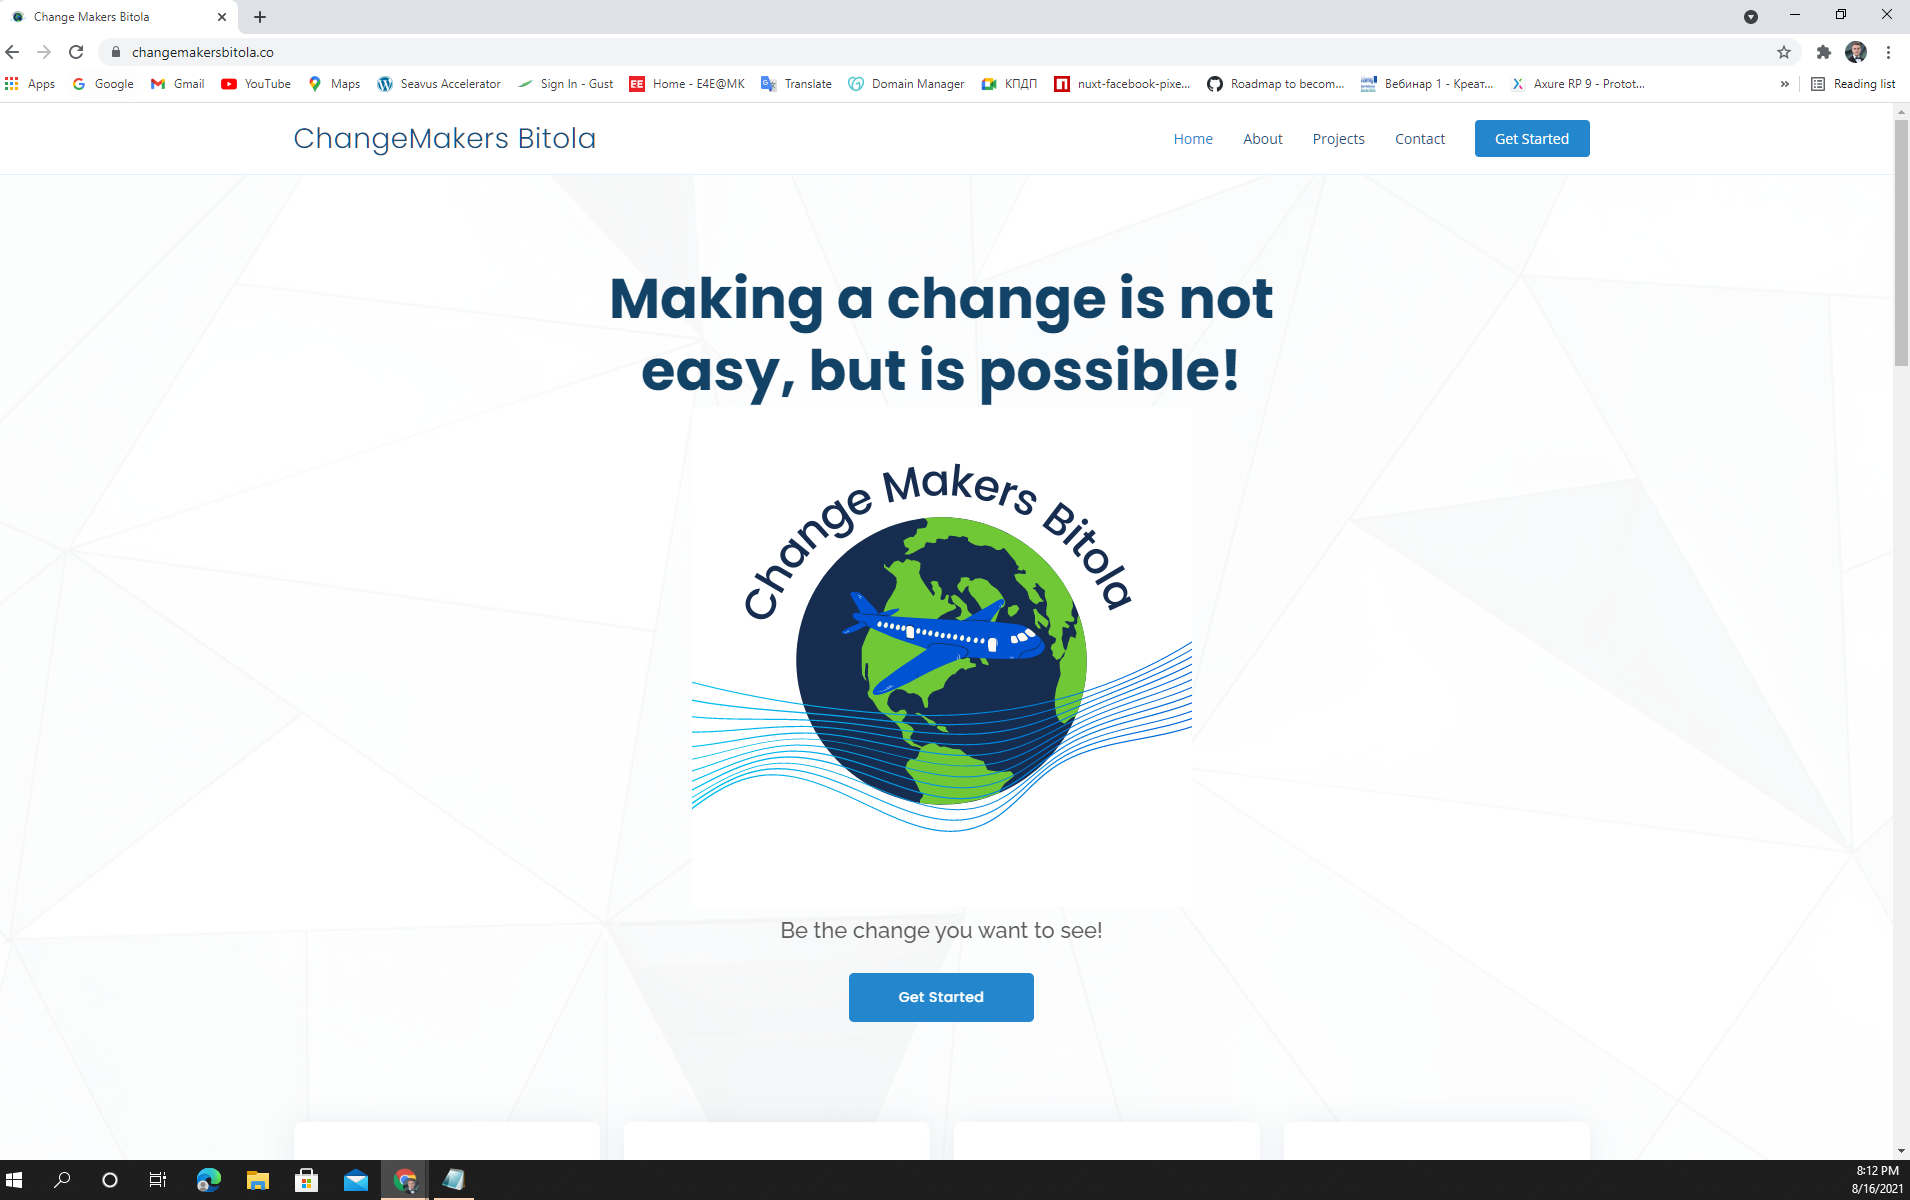 Change Makers Bitola
changemakersbitola.co
Apps Google Gmail YouTube Maps Seavus Accelerator Sign In - Gust Home - E4E@MK Translate Domain Manager КПДП nuxt-facebook-pixe... Roadmap to becom... Вебинар 1 - Креат... Axure RP 9 - Protot... » Reading list
ChangeMakers Bitola
Home About Projects Contact Get Started
Making a change is not
easy, but is possible!
Change Makers Bitola
Be the change you want to see!
Get Started
8:12 PM
8/16/2021